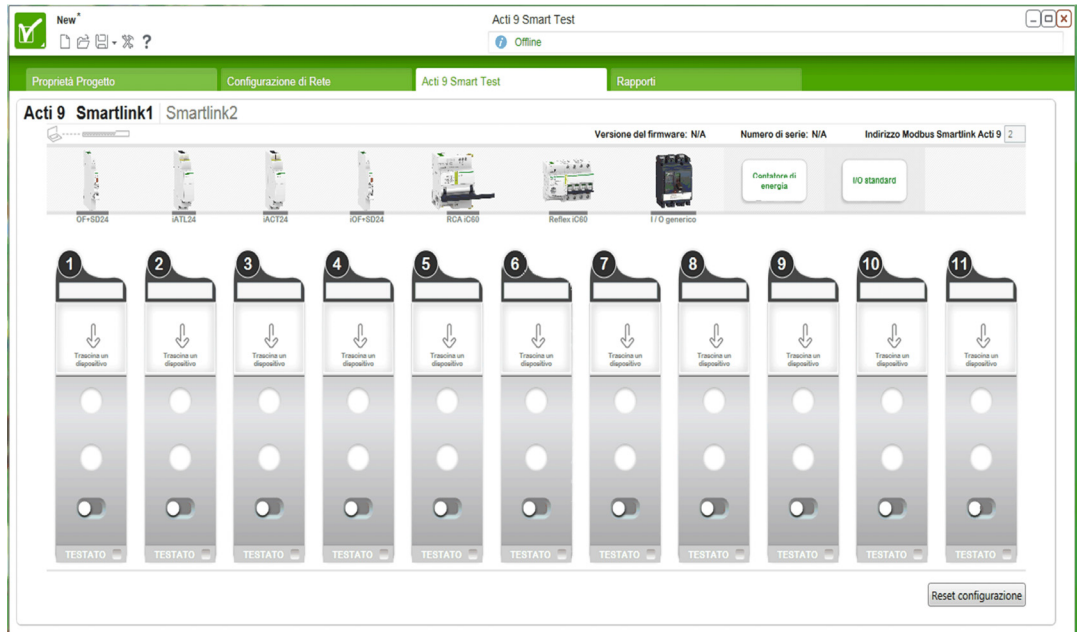 New*
Acti 9 Smart Test
?
Offline
Proprietà Progetto
Configurazione di Rete
Acti 9 Smart Test
Rapporti
Acti 9 Smartlink1 Smartlink2
Versione del firmware: N/A Numero di serie: N/A Indirizzo Modbus Smartlink Acti 9 2
Contatore di
energia
I/O standard
OF+SD24 iATL24 iACT24 iOF+SD24 RCA iC60 Reflex iC60 I / O generico
1 2 3 4 5 6 7 8 9 10 11
Trascina un Trascina un Trascina un Trascina un Trascina un Trascina un Trascina un Trascina un Trascina un Trascina un Trascina un
dispositivo dispositivo dispositivo dispositivo dispositivo dispositivo dispositivo dispositivo dispositivo dispositivo dispositivo
TESTATO TESTATO TESTATO TESTATO TESTATO TESTATO TESTATO TESTATO TESTATO TESTATO TESTATO
Reset configurazione